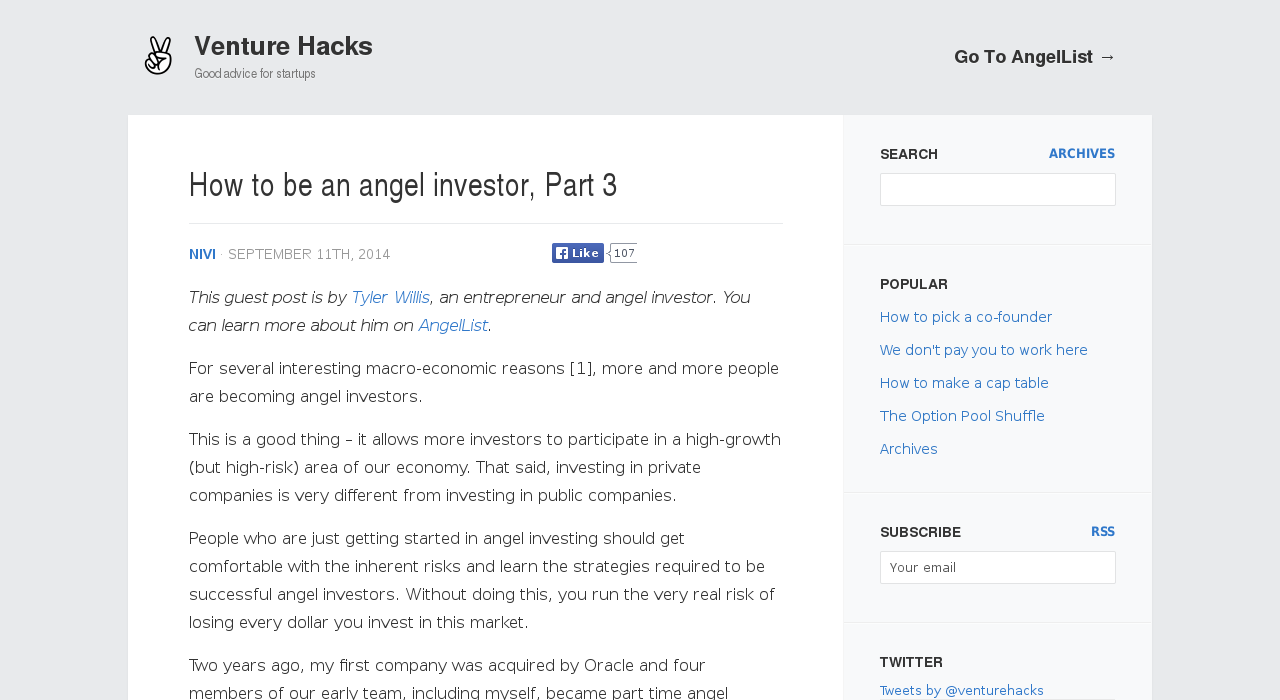 Venture Hacks
Good advice for startups
Go To AngelList →
How to be an angel investor, Part 3
NIVI · SEPTEMBER 11TH, 2014
Like 107
This guest post is by Tyler Willis, an entrepreneur and angel investor. You
can learn more about him on AngelList.
For several interesting macro-economic reasons [1], more and more people
are becoming angel investors.
This is a good thing – it allows more investors to participate in a high-growth
(but high-risk) area of our economy. That said, investing in private
companies is very different from investing in public companies.
People who are just getting started in angel investing should get
comfortable with the inherent risks and learn the strategies required to be
successful angel investors. Without doing this, you run the very real risk of
losing every dollar you invest in this market.
Two years ago, my first company was acquired by Oracle and four
members of our early team, including myself, became part time angel
SEARCH
ARCHIVES
POPULAR
How to pick a co-founder
We don't pay you to work here
How to make a cap table
The Option Pool Shuffle
Archives
SUBSCRIBE
RSS
Your email
TWITTER
Tweets by @venturehacks